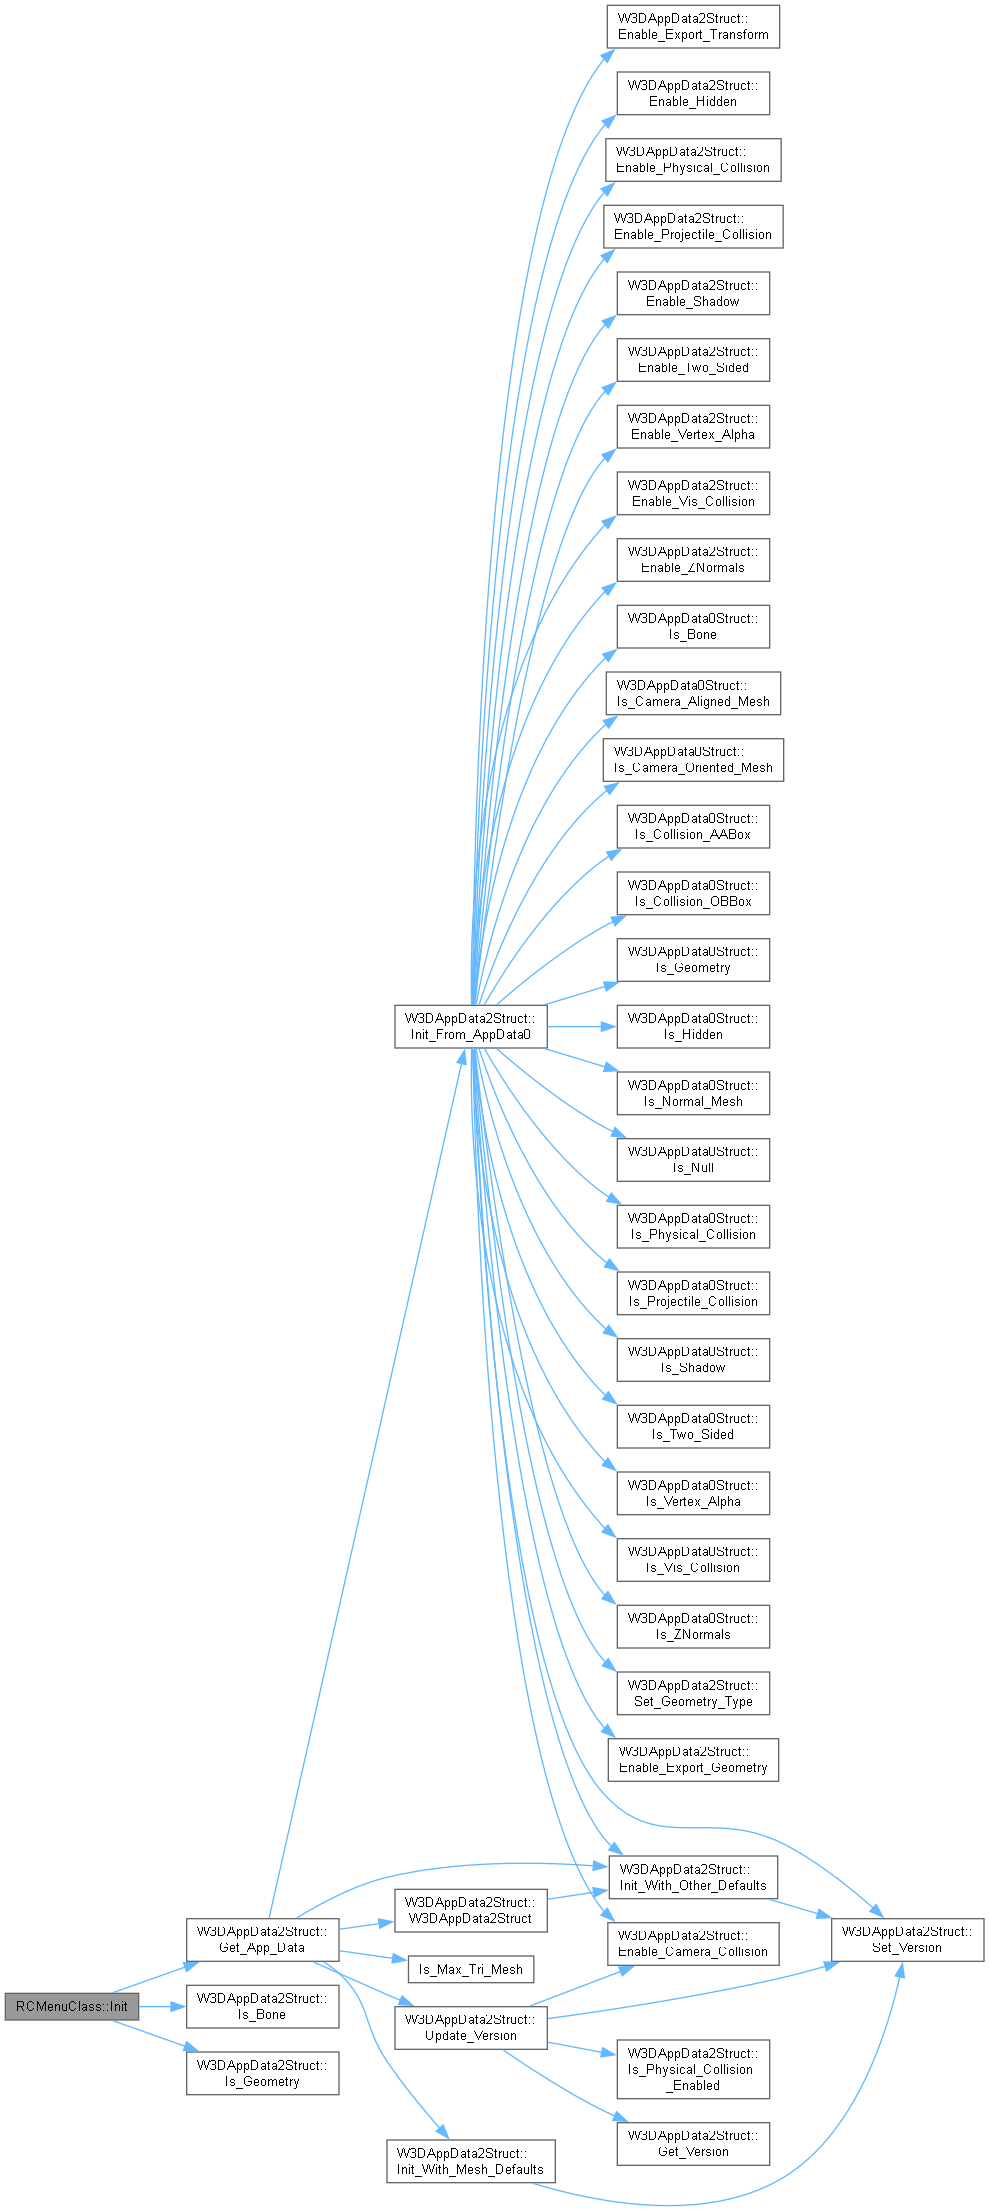 W3DAppData2Struct::
Enable_Export_Transform
W3DAppData2Struct::
Enable_Hidden
W3DAppData2Struct::
Enable_Physical_Collision
W3DAppData2Struct::
Enable_Projectile_Collision
W3DAppData2Struct::
Enable_Shadow
W3DAppData2Struct::
Enable_Two_Sided
W3DAppData2Struct::
Enable_Vertex_Alpha
W3DAppData2Struct::
Enable_Vis_Collision
W3DAppData2Struct::
Enable_ZNormals
W3DAppData0Struct::
Is_Bone
W3DAppData0Struct::
Is_Camera_Aligned_Mesh
W3DAppData0Struct::
Is_Camera_Oriented_Mesh
W3DAppData0Struct::
Is_Collision_AABox
W3DAppData0Struct::
Is_Collision_OBBox
W3DAppData0Struct::
Is_Geometry
W3DAppData2Struct::
Init_From_AppData0
W3DAppData0Struct::
Is_Hidden
W3DAppData0Struct::
Is_Normal_Mesh
W3DAppData0Struct::
Is_Null
W3DAppData0Struct::
Is_Physical_Collision
W3DAppData0Struct::
Is_Projectile_Collision
W3DAppData0Struct::
Is_Shadow
W3DAppData0Struct::
Is_Two_Sided
W3DAppData0Struct::
Is_Vertex_Alpha
W3DAppData0Struct::
Is_Vis_Collision
W3DAppData0Struct::
Is_ZNormals
W3DAppData2Struct::
Set_Geometry_Type
W3DAppData2Struct::
Enable_Export_Geometry
W3DAppData2Struct::
Init_With_Other_Defaults
W3DAppData2Struct::
W3DAppData2Struct
W3DAppData2Struct::
Get_App_Data
W3DAppData2Struct::
Enable_Camera_Collision
W3DAppData2Struct::
Set_Version
Is_Max_Tri_Mesh
RCMenuClass::Init
W3DAppData2Struct::
Is_Bone
W3DAppData2Struct::
Update_Version
W3DAppData2Struct::
Is_Physical_Collision
_Enabled
W3DAppData2Struct::
Is_Geometry
W3DAppData2Struct::
Get_Version
W3DAppData2Struct::
Init_With_Mesh_Defaults